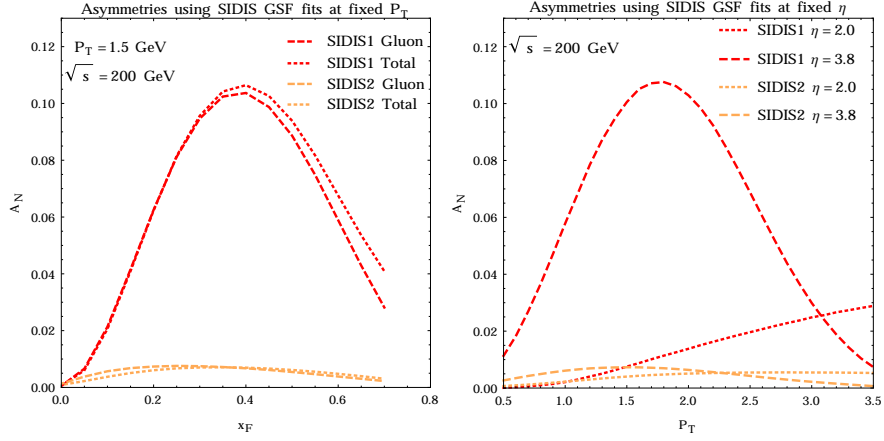 Asymmetries using SIDIS GSF fits at fixed P_T
P_T = 1.5 GeV
√s = 200 GeV
SIDIS1 Gluon
SIDIS1 Total
SIDIS2 Gluon
SIDIS2 Total
A_N
0.12
0.10
0.08
0.06
0.04
0.02
0.00
0.0 0.2 0.4 0.6 0.8
x_F
Asymmetries using SIDIS GSF fits at fixed η
√s = 200 GeV
SIDIS1 η = 2.0
SIDIS1 η = 3.8
SIDIS2 η = 2.0
SIDIS2 η = 3.8
A_N
0.12
0.10
0.08
0.06
0.04
0.02
0.00
0.5 1.0 1.5 2.0 2.5 3.0 3.5
P_T